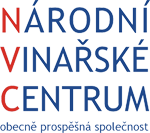 NÁRODNÍ
VINAŘSKÉ
CENTRUM
obecně prospěšná společnost